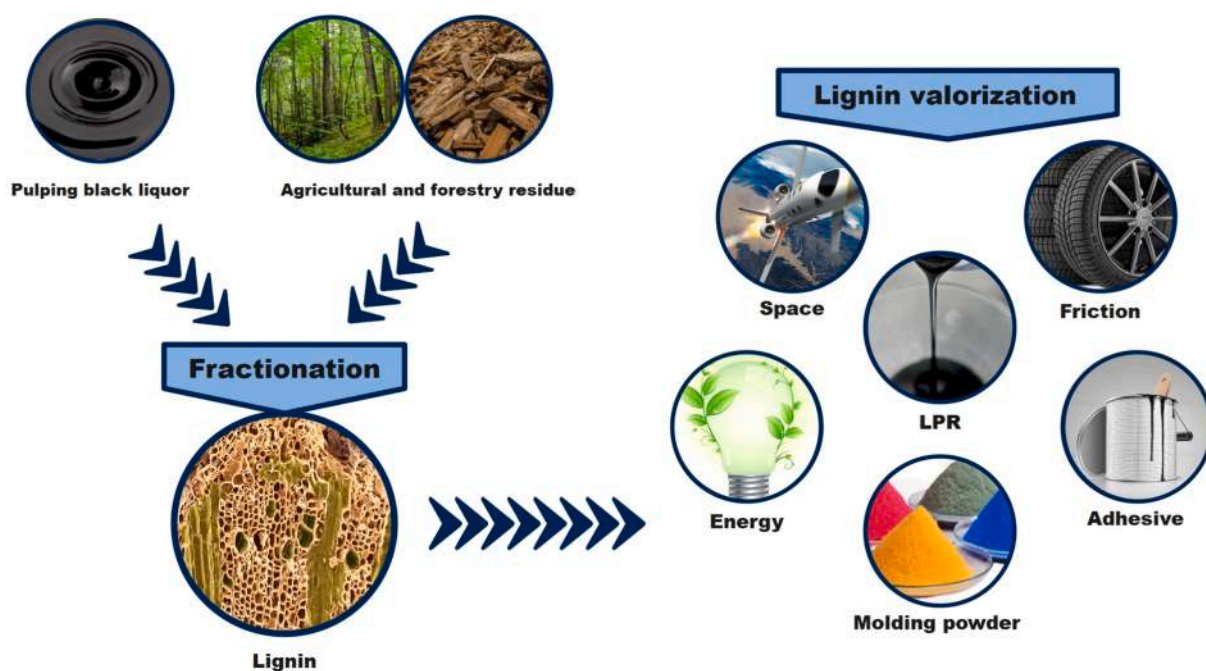 Pulping black liquor
Agricultural and forestry residue
Fractionation
Lignin
Lignin valorization
Space
Friction
LPR
Energy
Adhesive
Molding powder